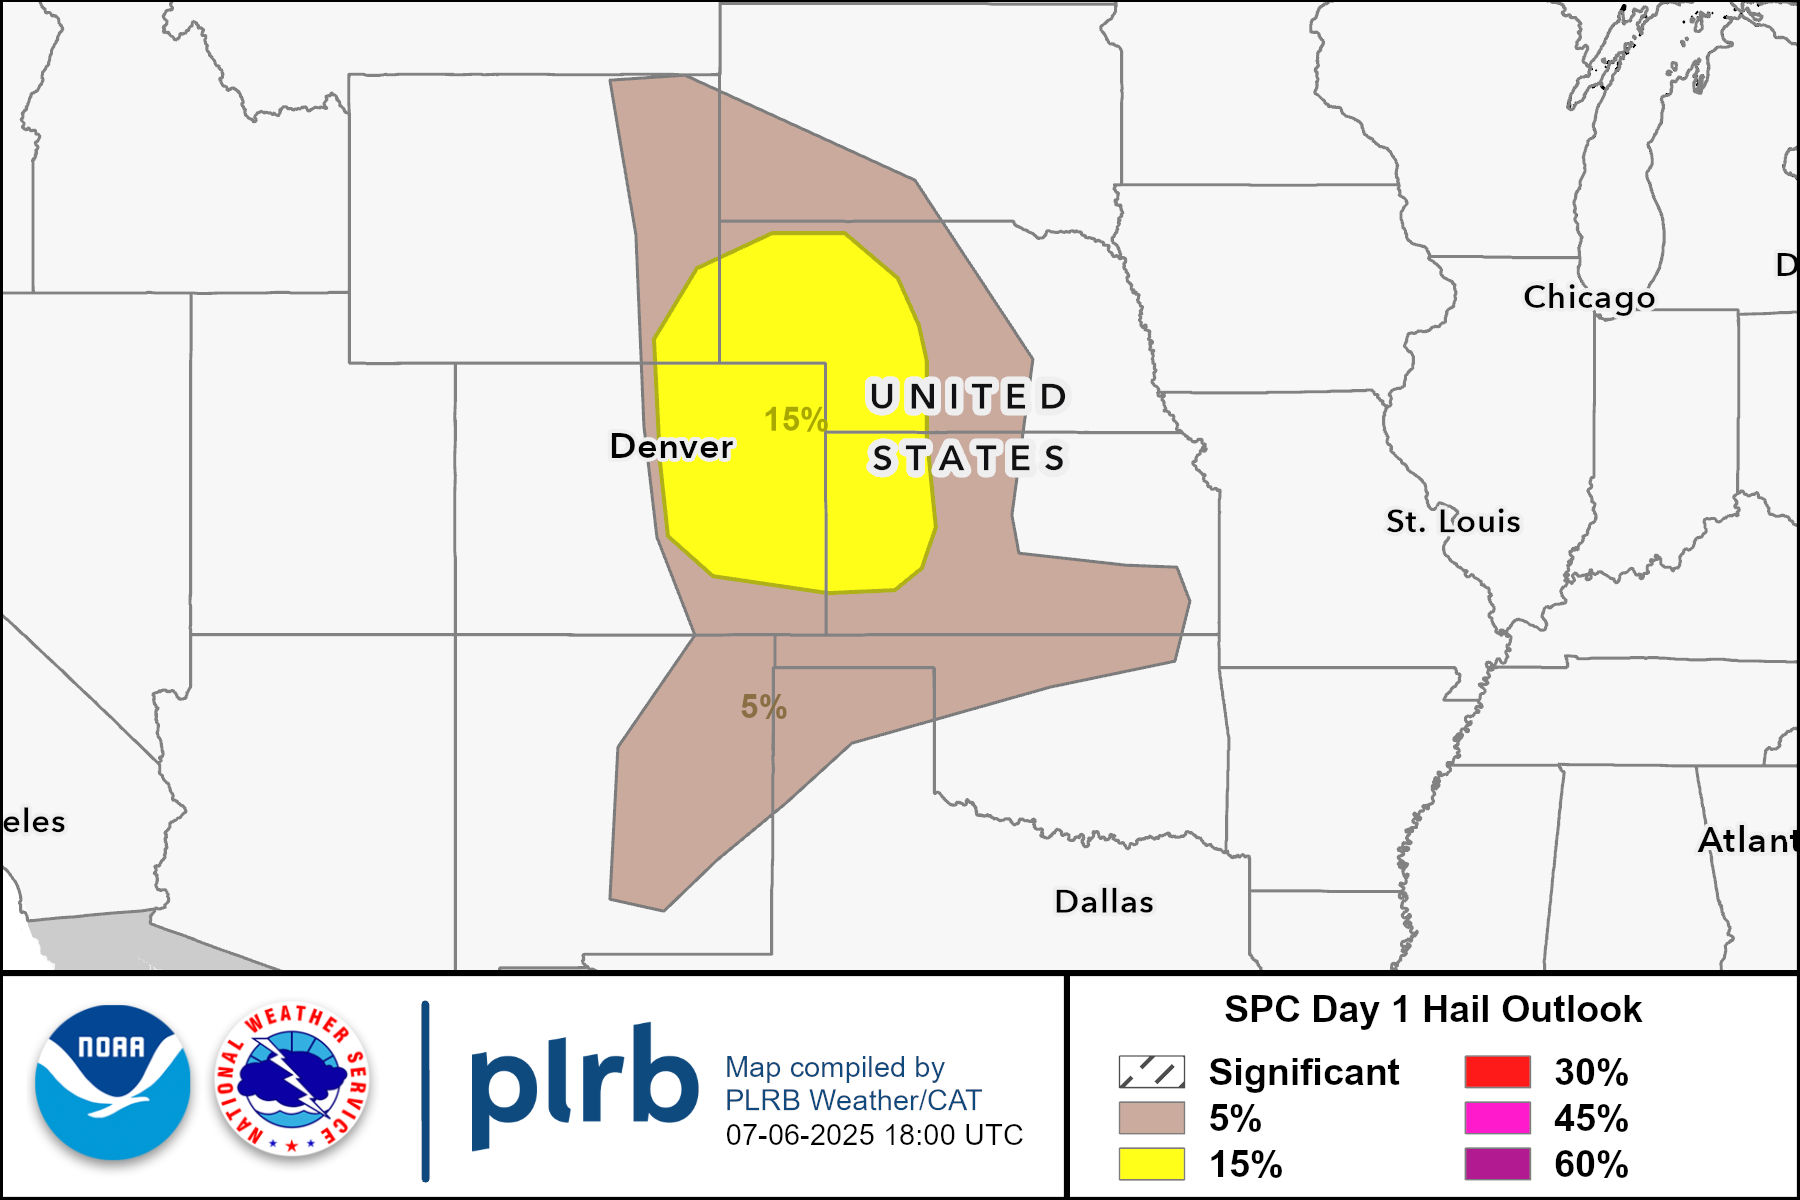 D
Chicago
UNITED
15%
Denver
STATES
St. Louis
5%
eles
Atlant
Dallas
NOAA
NATIONAL WEATHER SERVICE
plrb
Map compiled by
PLRB Weather/CAT
07-06-2025 18:00 UTC
SPC Day 1 Hail Outlook
Significant
5%
15%
30%
45%
60%